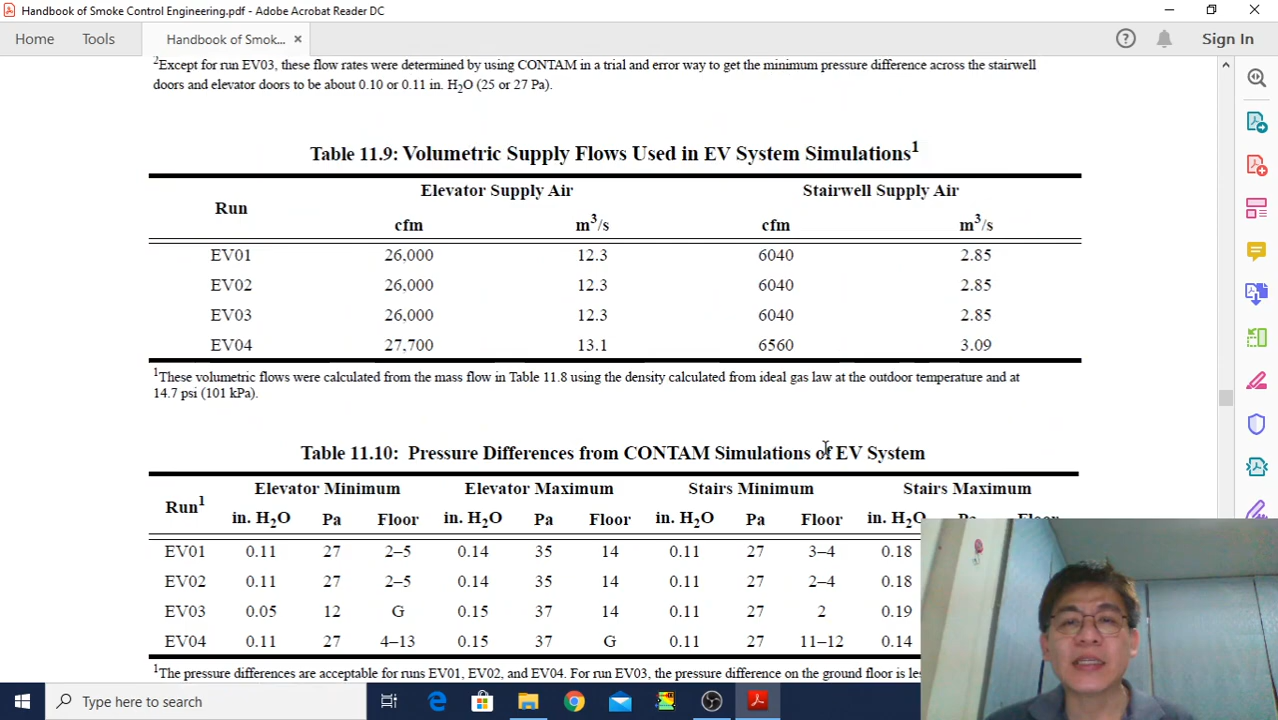 Handbook of Smoke Control Engineering.pdf - Adobe Acrobat Reader DC
Home Tools Handbook of Smok... × Sign In
2Except for run EV03, these flow rates were determined by using CONTAM in a trial and error way to get the minimum pressure difference across the stairwell
doors and elevator doors to be about 0.10 or 0.11 in. H2O (25 or 27 Pa).
Table 11.9: Volumetric Supply Flows Used in EV System Simulations1
Run Elevator Supply Air Stairwell Supply Air
cfm m3/s cfm m3/s
EV01 26,000 12.3 6040 2.85
EV02 26,000 12.3 6040 2.85
EV03 26,000 12.3 6040 2.85
EV04 27,700 13.1 6560 3.09
1These volumetric flows were calculated from the mass flow in Table 11.8 using the density calculated from ideal gas law at the outdoor temperature and at
14.7 psi (101 kPa).
Table 11.10: Pressure Differences from CONTAM Simulations of EV System
Run1 Elevator Minimum Elevator Maximum Stairs Minimum Stairs Maximum
in. H2O Pa Floor in. H2O Pa Floor in. H2O Pa Floor in. H2O Pa Floor
EV01 0.11 27 2–5 0.14 35 14 0.11 27 3–4 0.18
EV02 0.11 27 2–5 0.14 35 14 0.11 27 2–4 0.18
EV03 0.05 12 G 0.15 37 14 0.11 27 2 0.19
EV04 0.11 27 4–13 0.15 37 G 0.11 27 11–12 0.14
1The pressure differences are acceptable for runs EV01, EV02, and EV04. For run EV03, the pressure difference on the ground floor is le
Type here to search